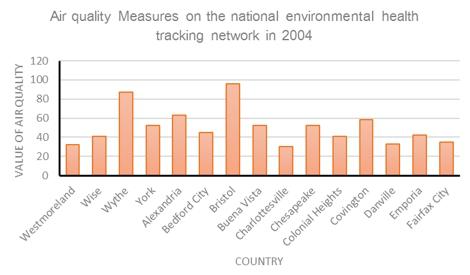 Air quality Measures on the national environmental health
tracking network in 2004
VALUE OF AIR QUALITY
120
100
80
60
40
20
0
Westmoreland
Wise
Wythe
York
Alexandria
Bedford City
Bristol
Buena Vista
Charlottesville
Chesapeake
Colonial Heights
Covington
Danville
Emporia
Fairfax City
COUNTRY